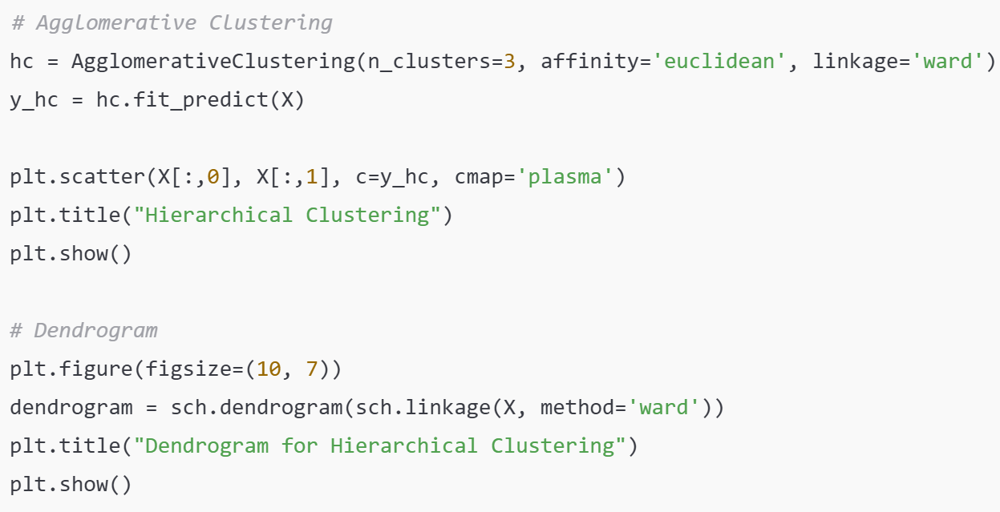 # Agglomerative Clustering
hc = AgglomerativeClustering(n_clusters=3, affinity='euclidean', linkage='ward')
y_hc = hc.fit_predict(X)
plt.scatter(X[:,0], X[:,1], c=y_hc, cmap='plasma')
plt.title("Hierarchical Clustering")
plt.show()
# Dendrogram
plt.figure(figsize=(10, 7))
dendrogram = sch.dendrogram(sch.linkage(X, method='ward'))
plt.title("Dendrogram for Hierarchical Clustering")
plt.show()